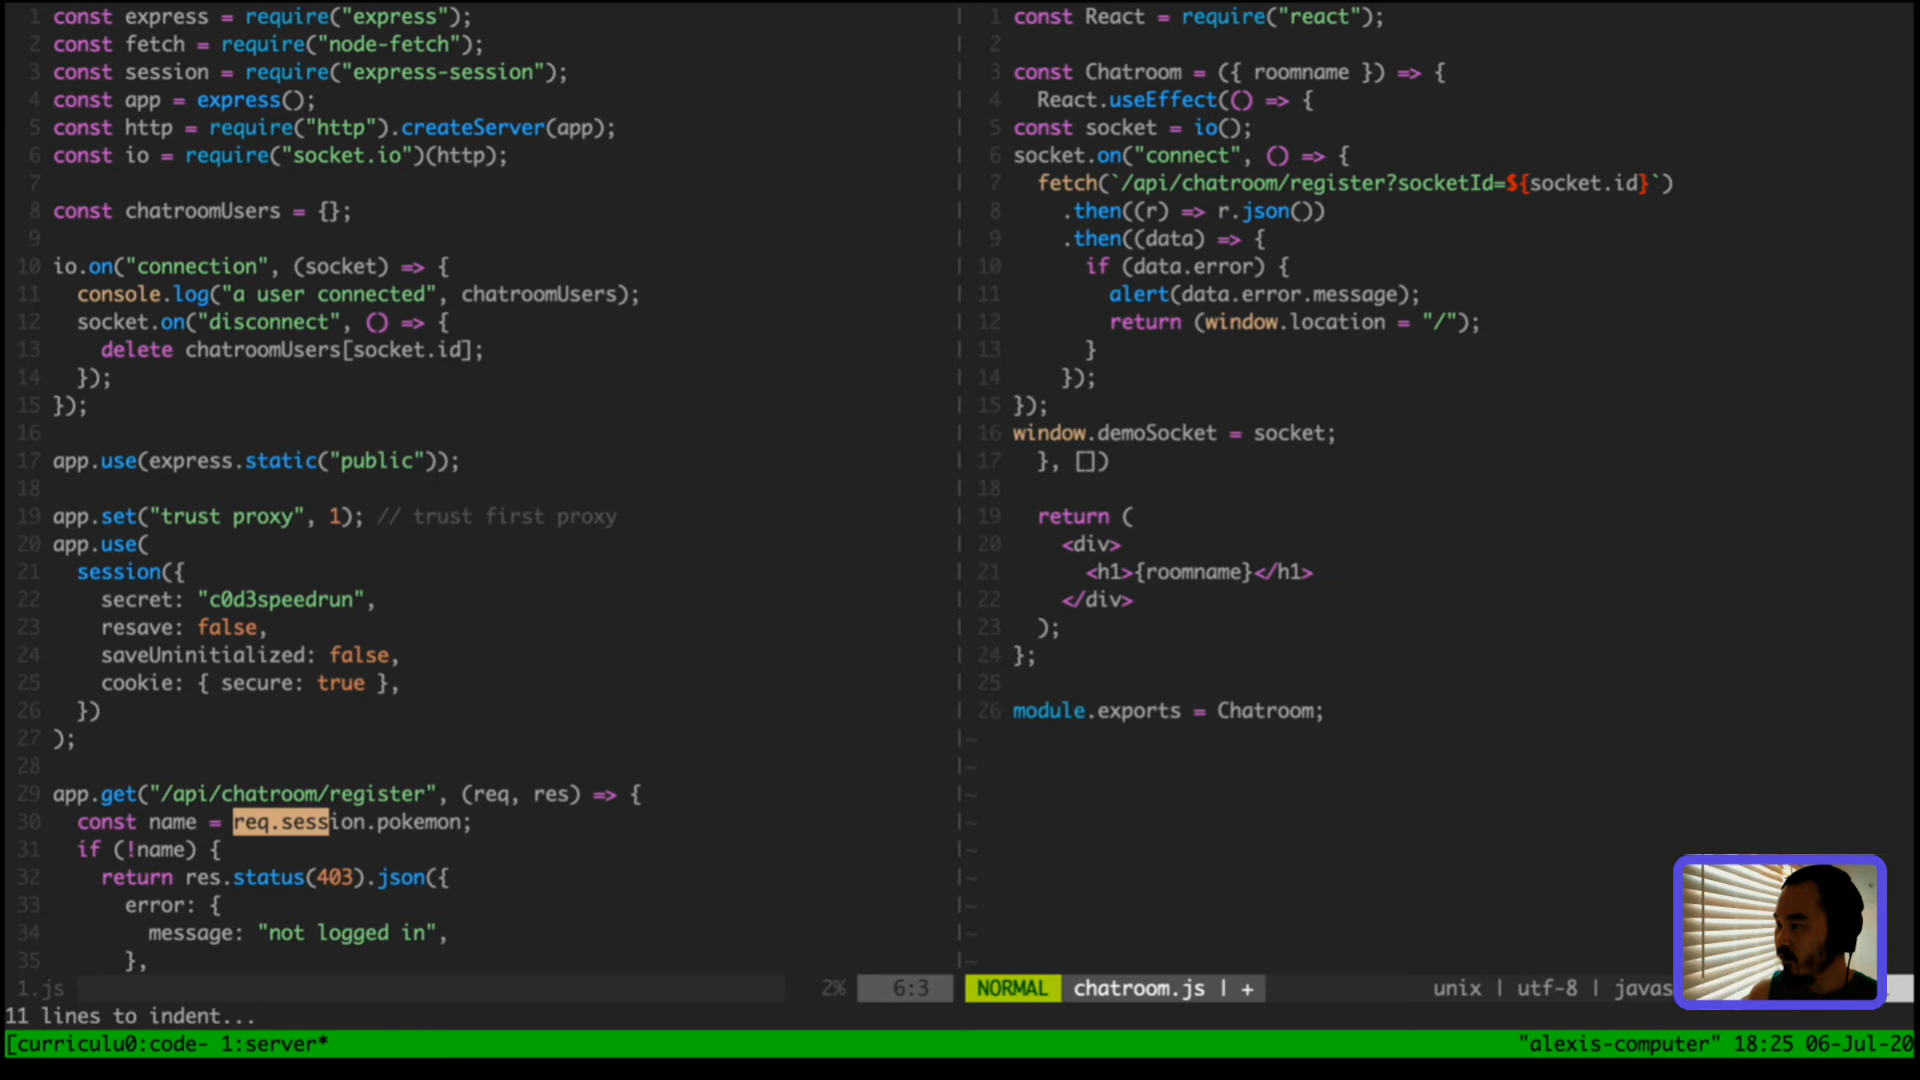 1 const express = require("express");
2 const fetch = require("node-fetch");
3 const session = require("express-session");
4 const app = express();
5 const http = require("http").createServer(app);
6 const io = require("socket.io")(http);
7
8 const chatroomUsers = {};
9
10 io.on("connection", (socket) => {
11   console.log("a user connected", chatroomUsers);
12   socket.on("disconnect", () => {
13     delete chatroomUsers[socket.id];
14   });
15 });
16
17 app.use(express.static("public"));
18
19 app.set("trust proxy", 1); // trust first proxy
20 app.use(
21   session({
22     secret: "c0d3speedrun",
23     resave: false,
24     saveUninitialized: false,
25     cookie: { secure: true },
26   })
27 );
28
29 app.get("/api/chatroom/register", (req, res) => {
30   const name = req.session.pokemon;
31   if (!name) {
32     return res.status(403).json({
33       error: {
34         message: "not logged in",
35       },
1.js 2% 6:3
1 const React = require("react");
2
3 const Chatroom = ({ roomname }) => {
4   React.useEffect(() => {
5 const socket = io();
6 socket.on("connect", () => {
7   fetch(`/api/chatroom/register?socketId=${socket.id}`)
8     .then((r) => r.json())
9     .then((data) => {
10       if (data.error) {
11         alert(data.error.message);
12         return (window.location = "/");
13       }
14     });
15 });
16 window.demoSocket = socket;
17   }, [])
18
19   return (
20     <div>
21       <h1>{roomname}</h1>
22     </div>
23   );
24 };
25
26 module.exports = Chatroom;
~
~
~
~
~
~
~
~
~
NORMAL chatroom.js | + unix | utf-8 | javas
11 lines to indent...
[curriculu0:code- 1:server* "alexis-computer" 18:25 06-Jul-20